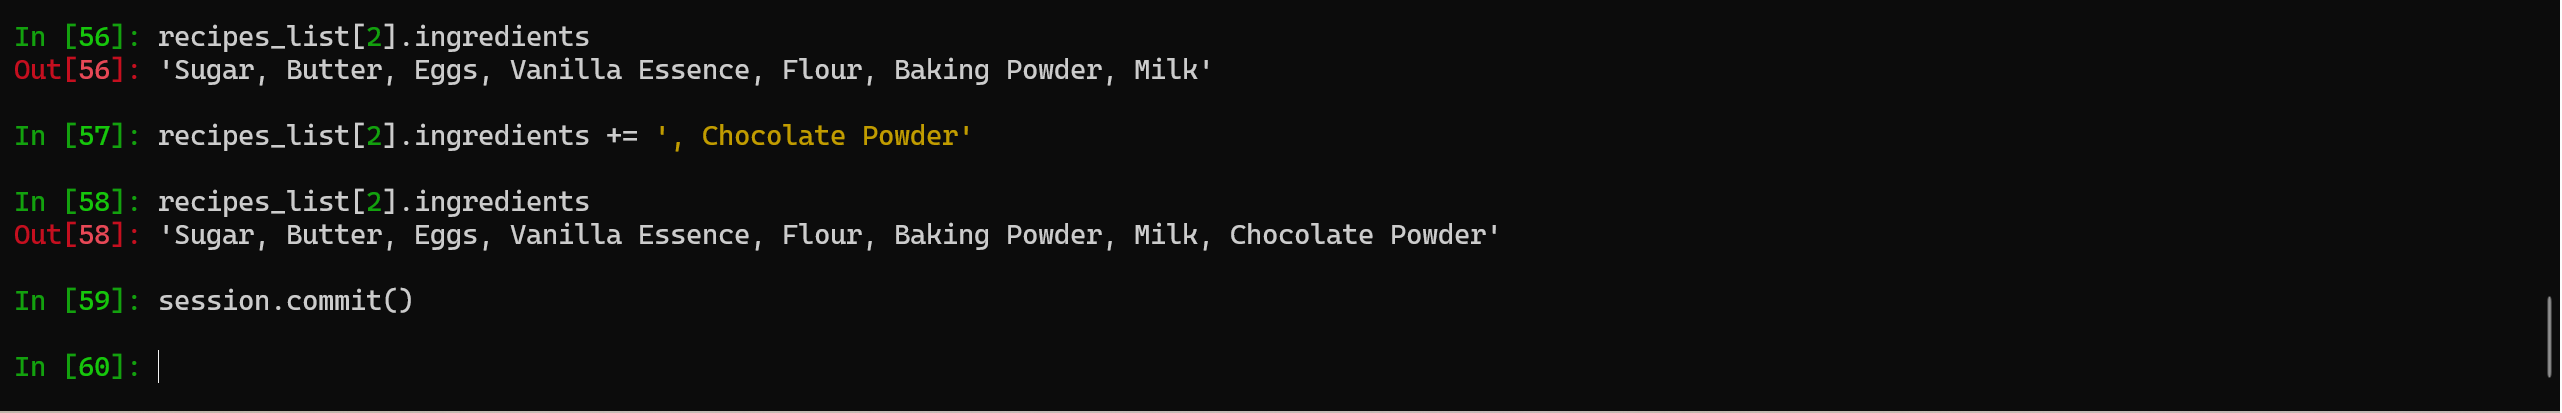 In [56]: recipes_list[2].ingredients
Out[56]: 'Sugar, Butter, Eggs, Vanilla Essence, Flour, Baking Powder, Milk'
In [57]: recipes_list[2].ingredients += ', Chocolate Powder'
In [58]: recipes_list[2].ingredients
Out[58]: 'Sugar, Butter, Eggs, Vanilla Essence, Flour, Baking Powder, Milk, Chocolate Powder'
In [59]: session.commit()
In [60]: